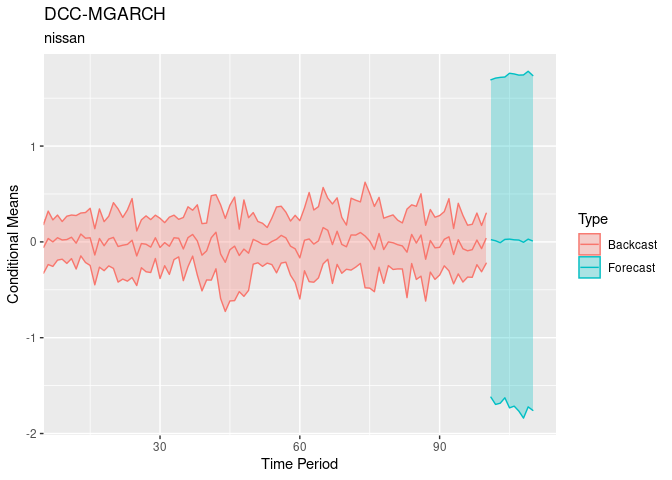 DCC-MGARCH
nissan
1
0
-1
-2
Conditional Means
30
60
90
Time Period
Type
Backcast
Forecast